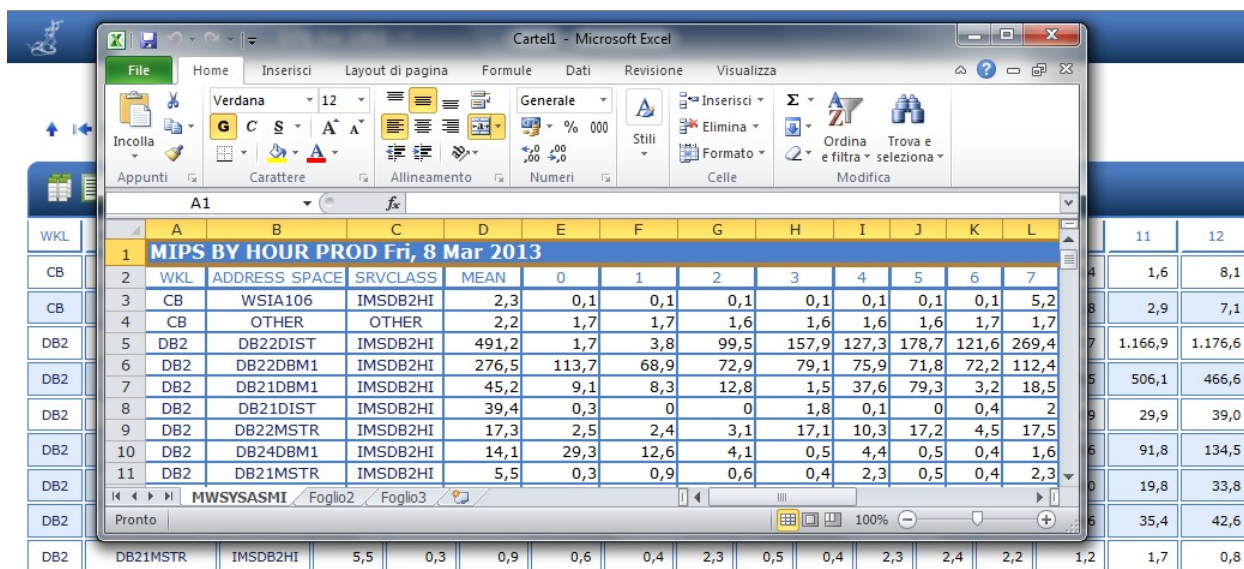 Cartel1 - Microsoft Excel
File Home Inserisci Layout di pagina Formule Dati Revisione Visualizza
Verdana 12 Generale Inserisci Σ
G C S A A % 000 Elimina
Incolla Stili Formato Ordina e filtra Trova e seleziona
Appunti Carattere Allineamento Numeri Celle Modifica
A1 fx
A B C D E F G H I J K L
1 MIPS BY HOUR PROD Fri, 8 Mar 2013
2 WKL ADDRESS SPACE SRVCLASS MEAN 0 1 2 3 4 5 6 7
3 CB WSIA106 IMSDB2HI 2,3 0,1 0,1 0,1 0,1 0,1 0,1 0,1 5,2
4 CB OTHER OTHER 2,2 1,7 1,7 1,6 1,6 1,6 1,6 1,7 1,7
5 DB2 DB22DIST IMSDB2HI 491,2 1,7 3,8 99,5 157,9 127,3 178,7 121,6 269,4
6 DB2 DB22DBM1 IMSDB2HI 276,5 113,7 68,9 72,9 79,1 75,9 71,8 72,2 112,4
7 DB2 DB21DBM1 IMSDB2HI 45,2 9,1 8,3 12,8 1,5 37,6 79,3 3,2 18,5
8 DB2 DB21DIST IMSDB2HI 39,4 0,3 0 0 1,8 0,1 0 0,4 2
9 DB2 DB22MSTR IMSDB2HI 17,3 2,5 2,4 3,1 17,1 10,3 17,2 4,5 17,5
10 DB2 DB24DBM1 IMSDB2HI 14,1 29,3 12,6 4,1 0,5 4,4 0,5 0,4 1,6
11 DB2 DB21MSTR IMSDB2HI 5,5 0,3 0,9 0,6 0,4 2,3 0,5 0,4 2,3
MWSYSASMI Foglio2 Foglio3
Pronto 100%
WKL 11 12
CB 1,6 8,1
CB 2,9 7,1
DB2 1.166,9 1.176,6
DB2 506,1 466,6
DB2 29,9 39,0
DB2 91,8 134,5
DB2 19,8 33,8
DB2 35,4 42,6
DB2 DB21MSTR IMSDB2HI 5,5 0,3 0,9 0,6 0,4 2,3 0,5 0,4 2,3 2,4 2,2 1,2 1,7 0,8